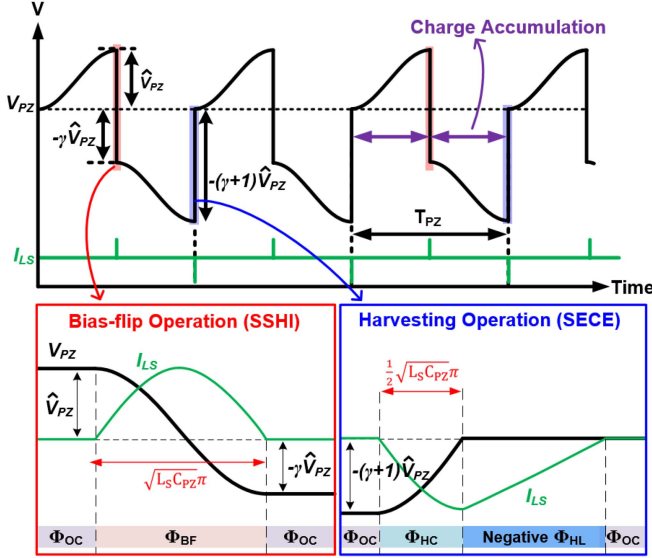 V
Charge Accumulation
V̂PZ
VPZ
-γV̂PZ
-(γ+1)V̂PZ
TPZ
ILS
Time
Bias-flip Operation (SSHI)
VPZ
ILS
V̂PZ
√LSCPZπ
-γV̂PZ
ΦOC
ΦBF
ΦOC
Harvesting Operation (SECE)
1/2√LSCPZπ
-(γ+1)V̂PZ
ILS
ΦOC
ΦHC
Negative ΦHL
ΦOC